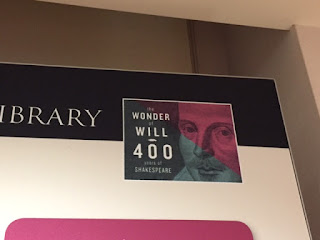 IBRARY
the
WONDER
of
WILL
400
years of
SHAKESPEARE